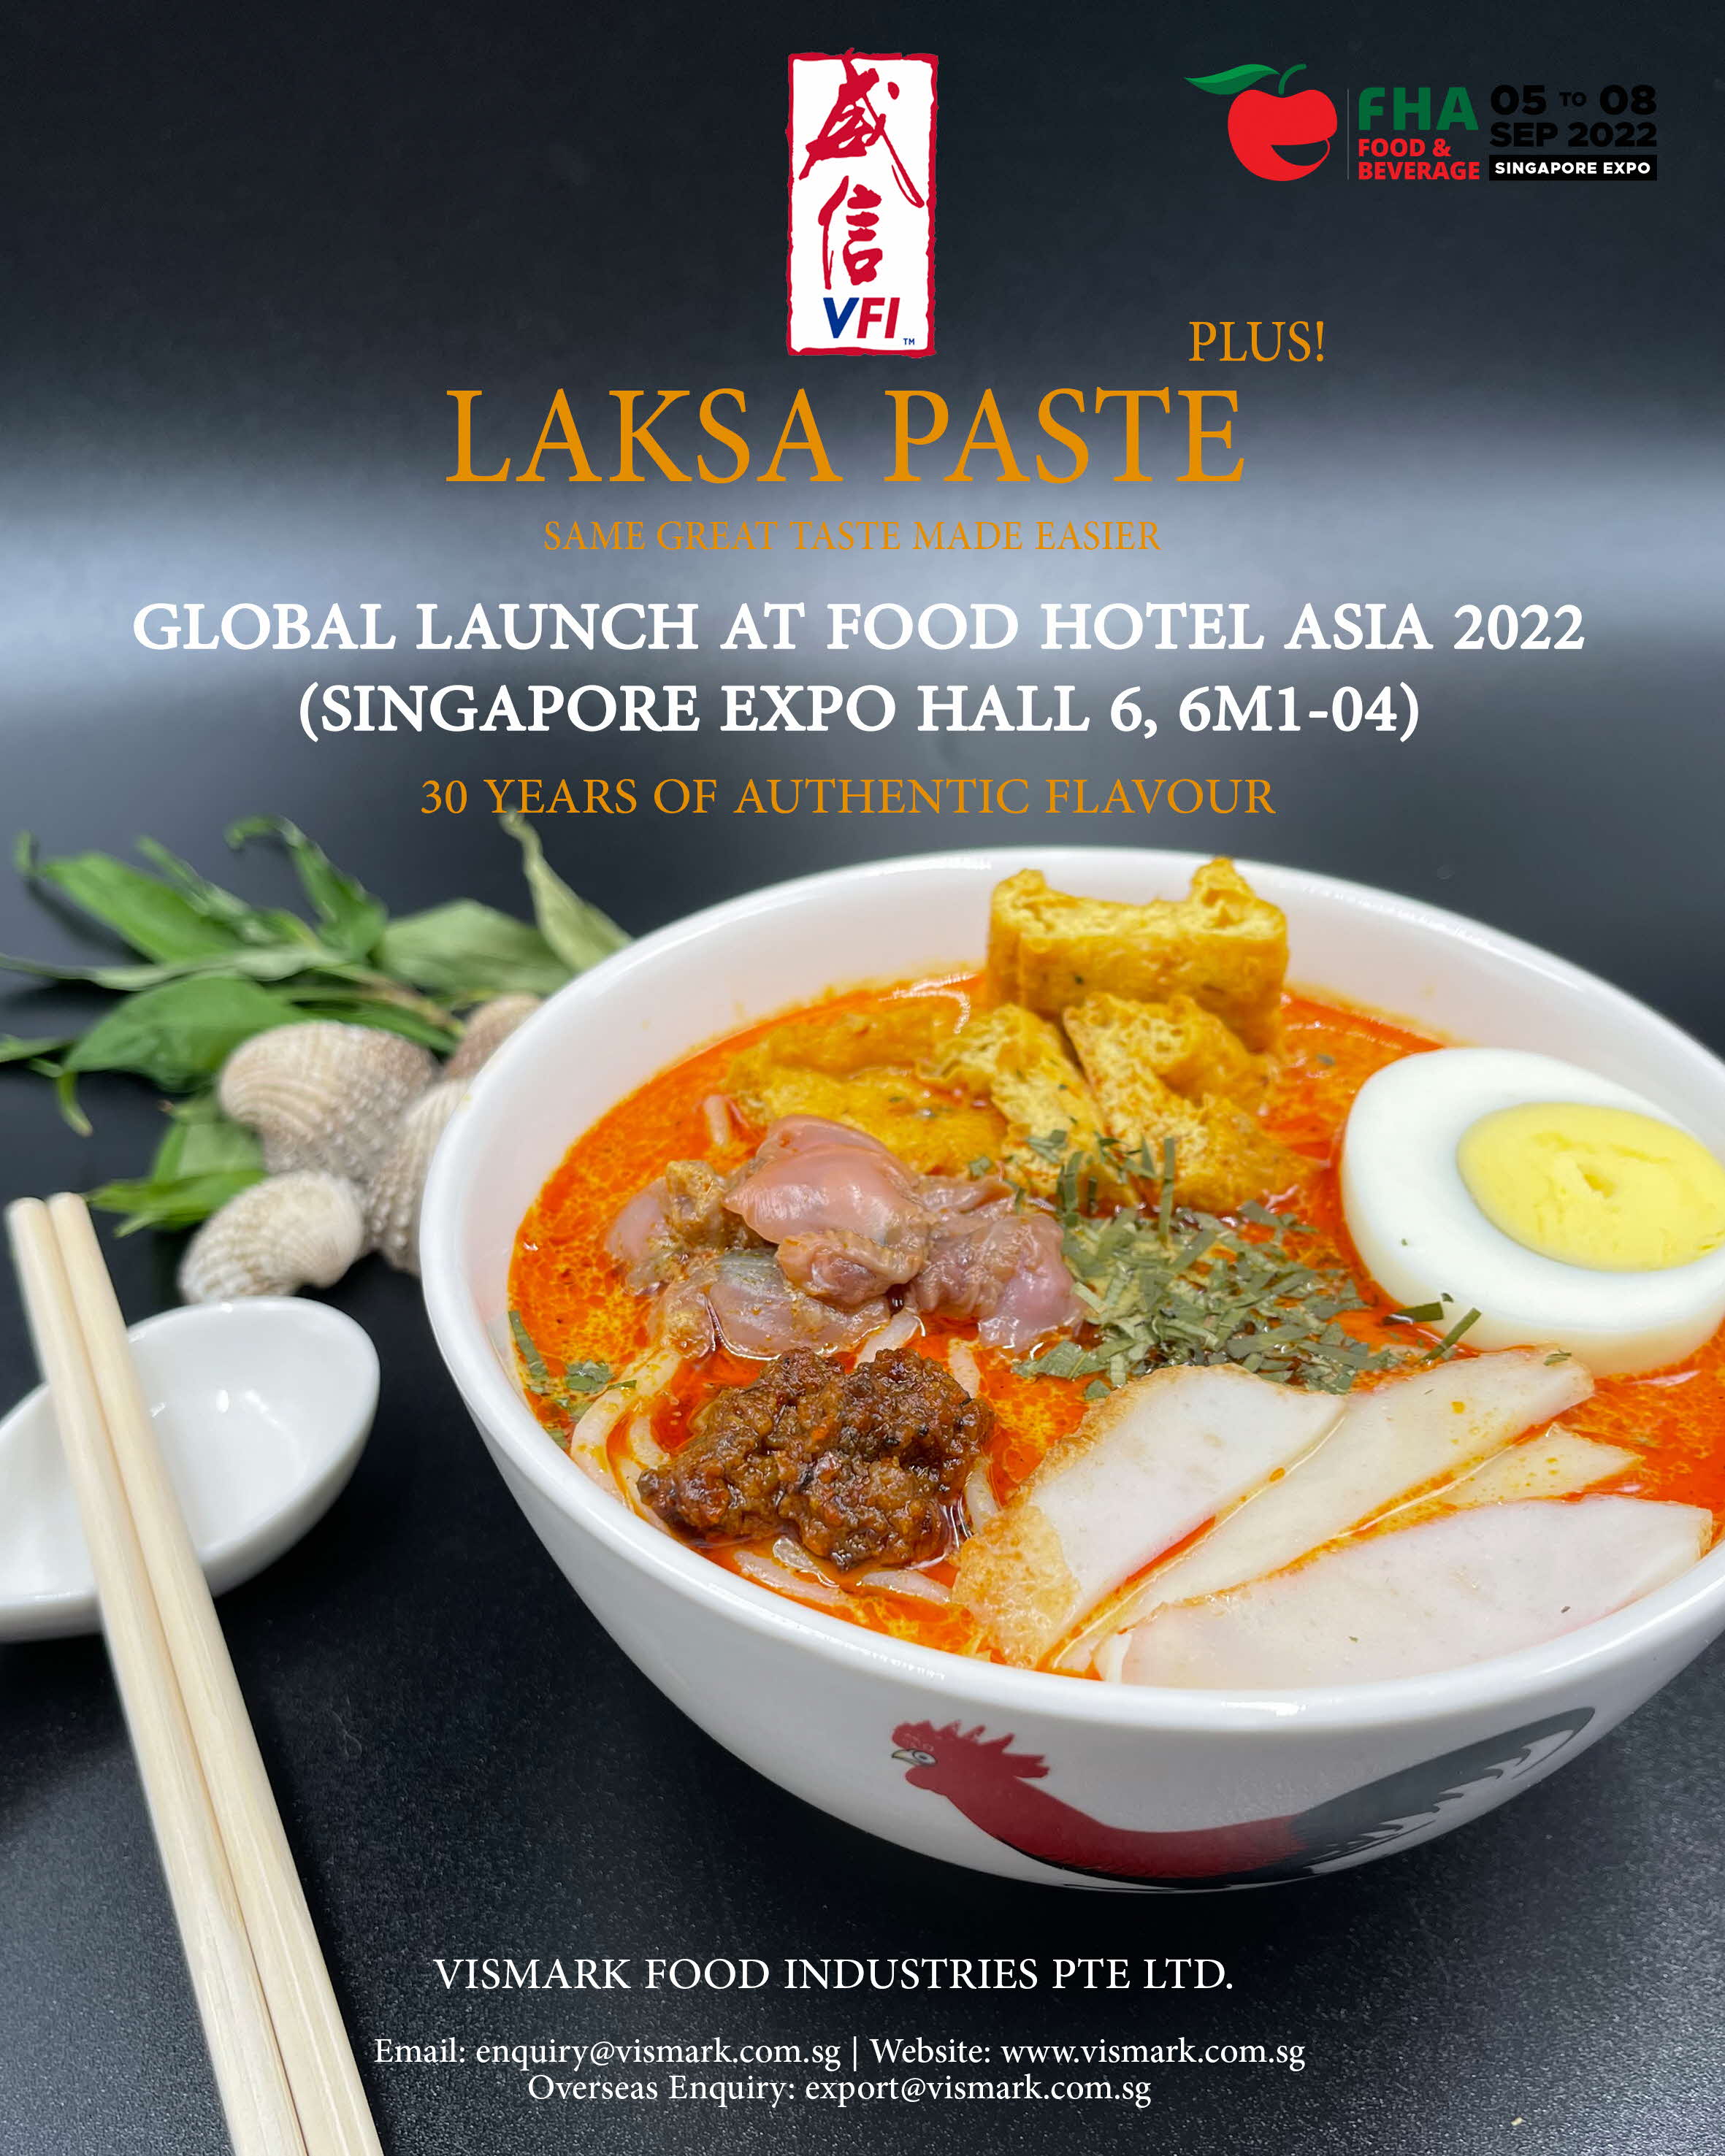 威
信
VFI
TM
FHA
FOOD &
BEVERAGE
05 TO 08
SEP 2022
SINGAPORE EXPO
PLUS!
LAKSA PASTE
SAME GREAT TASTE MADE EASIER
GLOBAL LAUNCH AT FOOD HOTEL ASIA 2022
(SINGAPORE EXPO HALL 6, 6M1-04)
30 YEARS OF AUTHENTIC FLAVOUR
VISMARK FOOD INDUSTRIES PTE LTD.
Email: enquiry@vismark.com.sg | Website: www.vismark.com.sg
Overseas Enquiry: export@vismark.com.sg